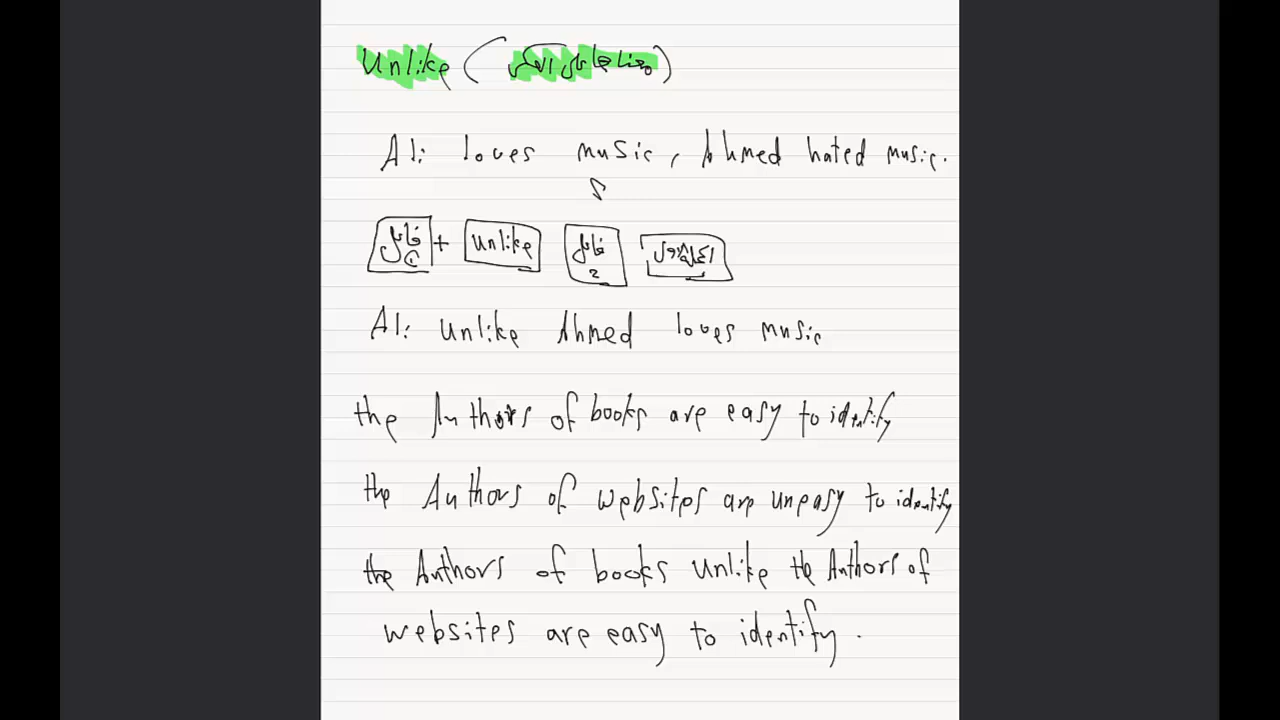 Unlike (معناها على العكس)
Ali loves music, Ahmed hated music.
فاعل 1 + unlike فاعل 2
Ali unlike Ahmed loves music
the Authors of books are easy to identify
the Authors of websites are uneasy to identify
the Authors of books unlike the Authors of
websites are easy to identify.